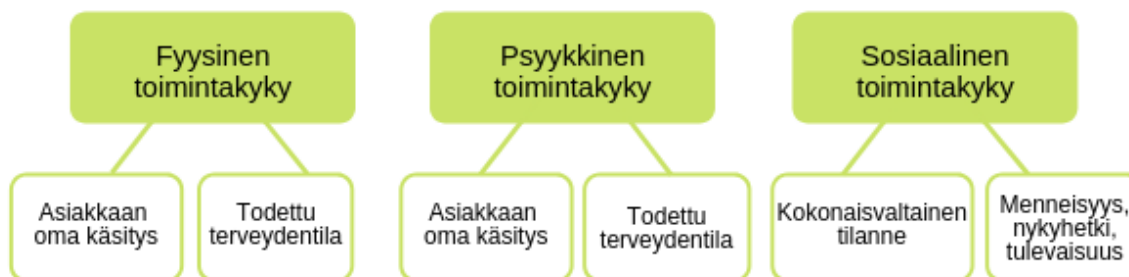 Fyysinen
toimintakyky
Psyykkinen
toimintakyky
Sosiaalinen
toimintakyky
Asiakkaan
oma käsitys
Todettu
terveydentila
Asiakkaan
oma käsitys
Todettu
terveydentila
Kokonaisvaltainen
tilanne
Menneisyys,
nykyhetki,
tulevaisuus